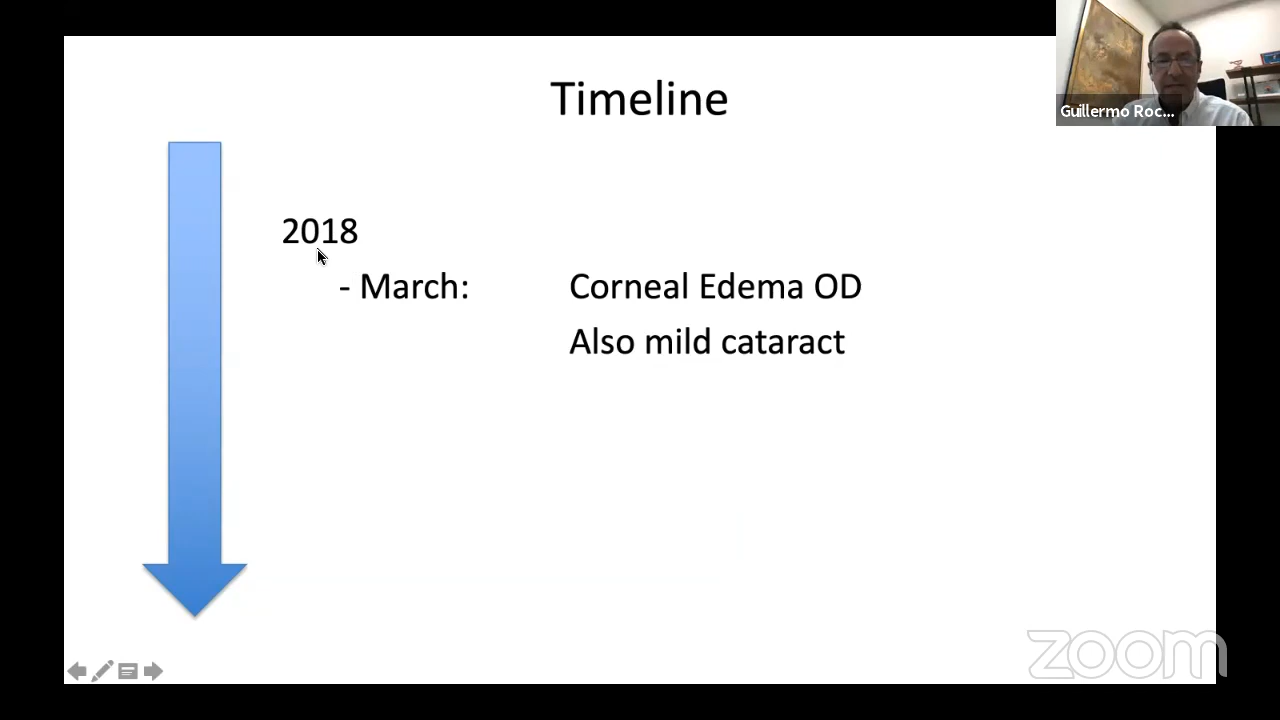 Timeline
Guillermo Roc...
2018
- March: Corneal Edema OD
Also mild cataract
zoom